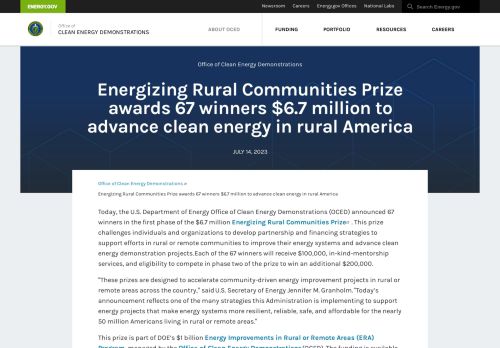 ENERGY.GOV
Newsroom Careers Energy.gov Offices National Labs Search Energy.gov
Office of
CLEAN ENERGY DEMONSTRATIONS
ABOUT OCED FUNDING PORTFOLIO RESOURCES CAREERS
Office of Clean Energy Demonstrations
Energizing Rural Communities Prize
awards 67 winners $6.7 million to
advance clean energy in rural America
JULY 14, 2023
Office of Clean Energy Demonstrations »
Energizing Rural Communities Prize awards 67 winners $6.7 million to advance clean energy in rural America
Today, the U.S. Department of Energy Office of Clean Energy Demonstrations (OCED) announced 67
winners in the first phase of the $6.7 million Energizing Rural Communities Prize. This prize
challenges individuals and organizations to develop partnership and financing strategies to
support efforts in rural or remote communities to improve their energy systems and advance clean
energy demonstration projects. Each of the 67 winners will receive $100,000, in-kind-mentorship
services, and eligibility to compete in phase two of the prize to win an additional $200,000.
"These prizes are designed to accelerate community-driven energy improvement projects in rural or
remote areas across the country," said U.S. Secretary of Energy Jennifer M. Granholm. "Today's
announcement reflects one of the many strategies this Administration is implementing to support
energy projects that make energy systems more resilient, reliable, safe, and affordable for the nearly
50 million Americans living in rural or remote areas."
This prize is part of DOE's $1 billion Energy Improvements in Rural or Remote Areas (ERA)
Program, managed by the Office of Clean Energy Demonstrations (OCED). The funding is available